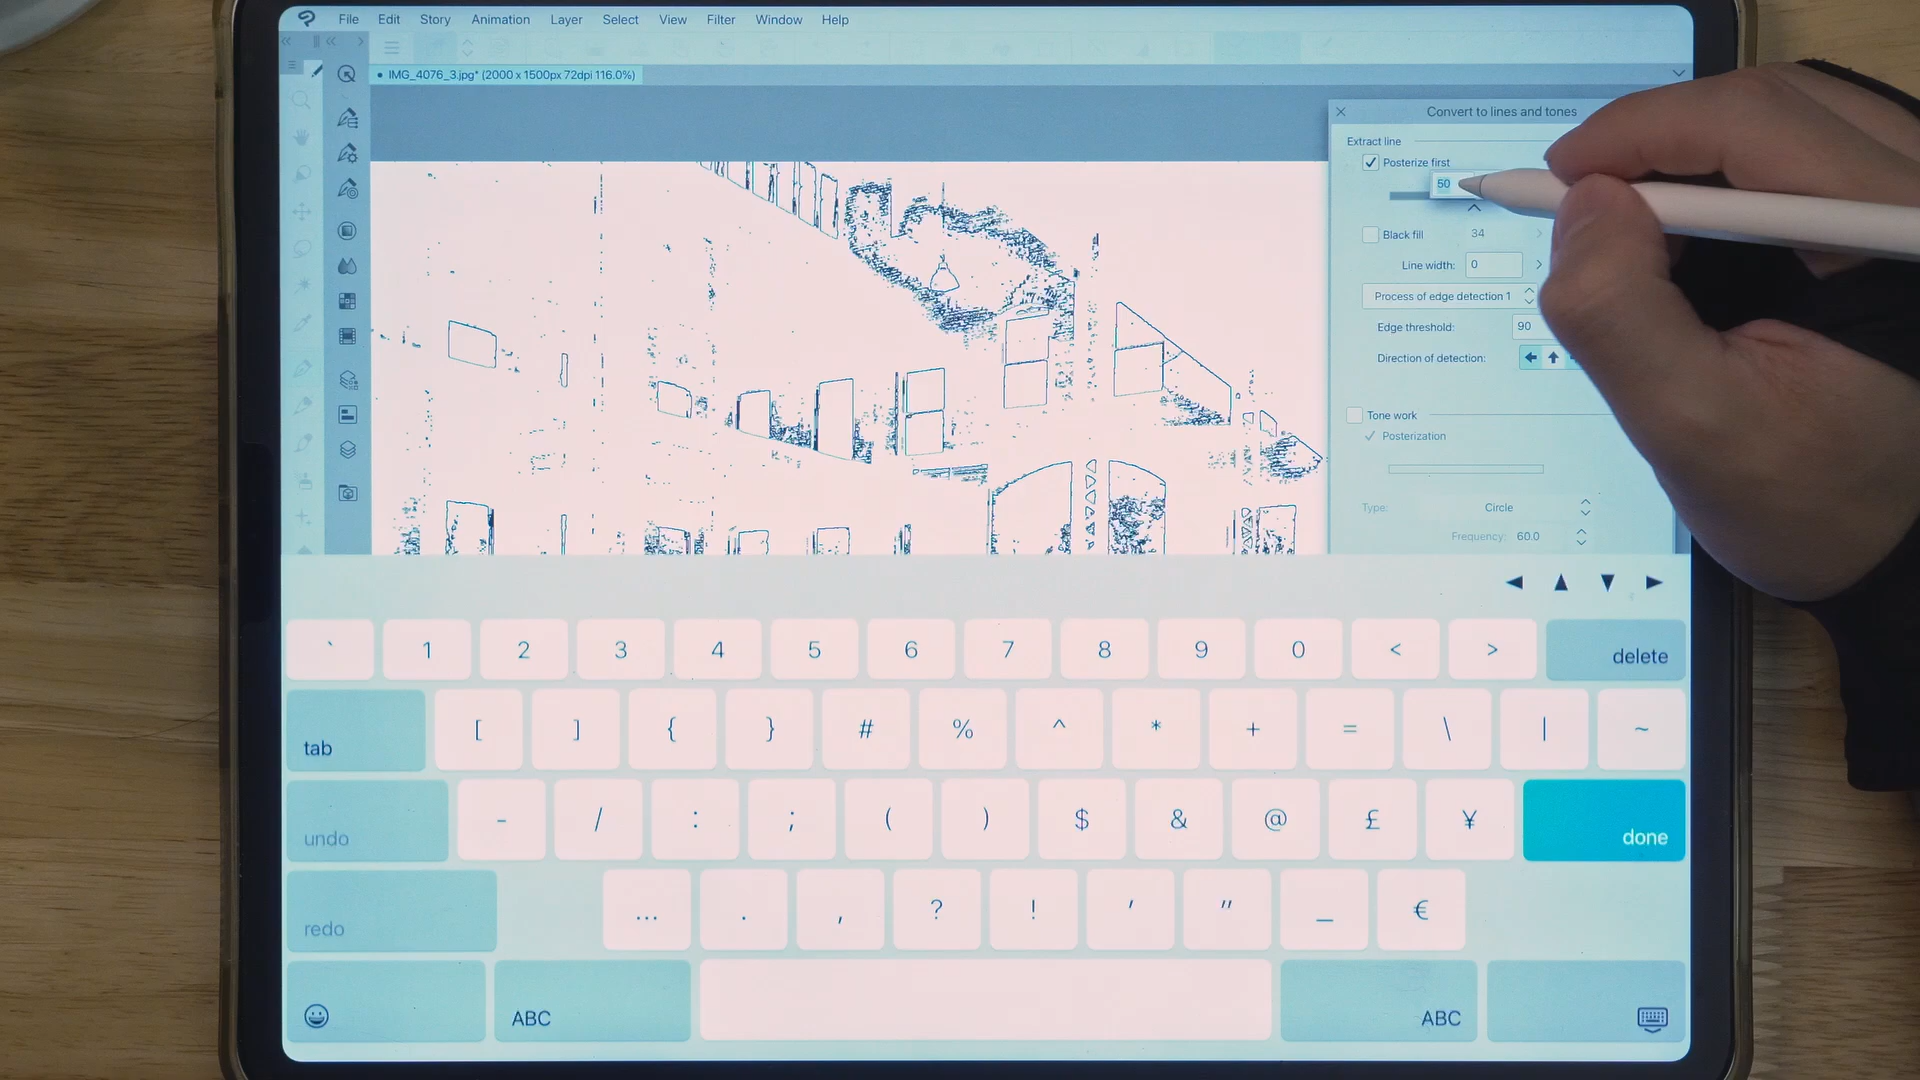 File Edit Story Animation Layer Select View Filter Window Help
IMG_4076_3.jpg* (2000 x 1500px 72dpi 116.0%)
Convert to lines and tones
Extract line
Posterize first
50
Black fill 34
Line width: 0
Process of edge detection 1
Edge threshold: 90
Direction of detection:
Tone work
Posterization
Type: Circle
Frequency: 60.0
` 1 2 3 4 5 6 7 8 9 0 < > delete
tab [ ] { } # % ^ * + = \ | ~
undo - / : ; ( ) $ & @ £ ¥ done
redo ... . , ? ! ' " _ €
ABC ABC